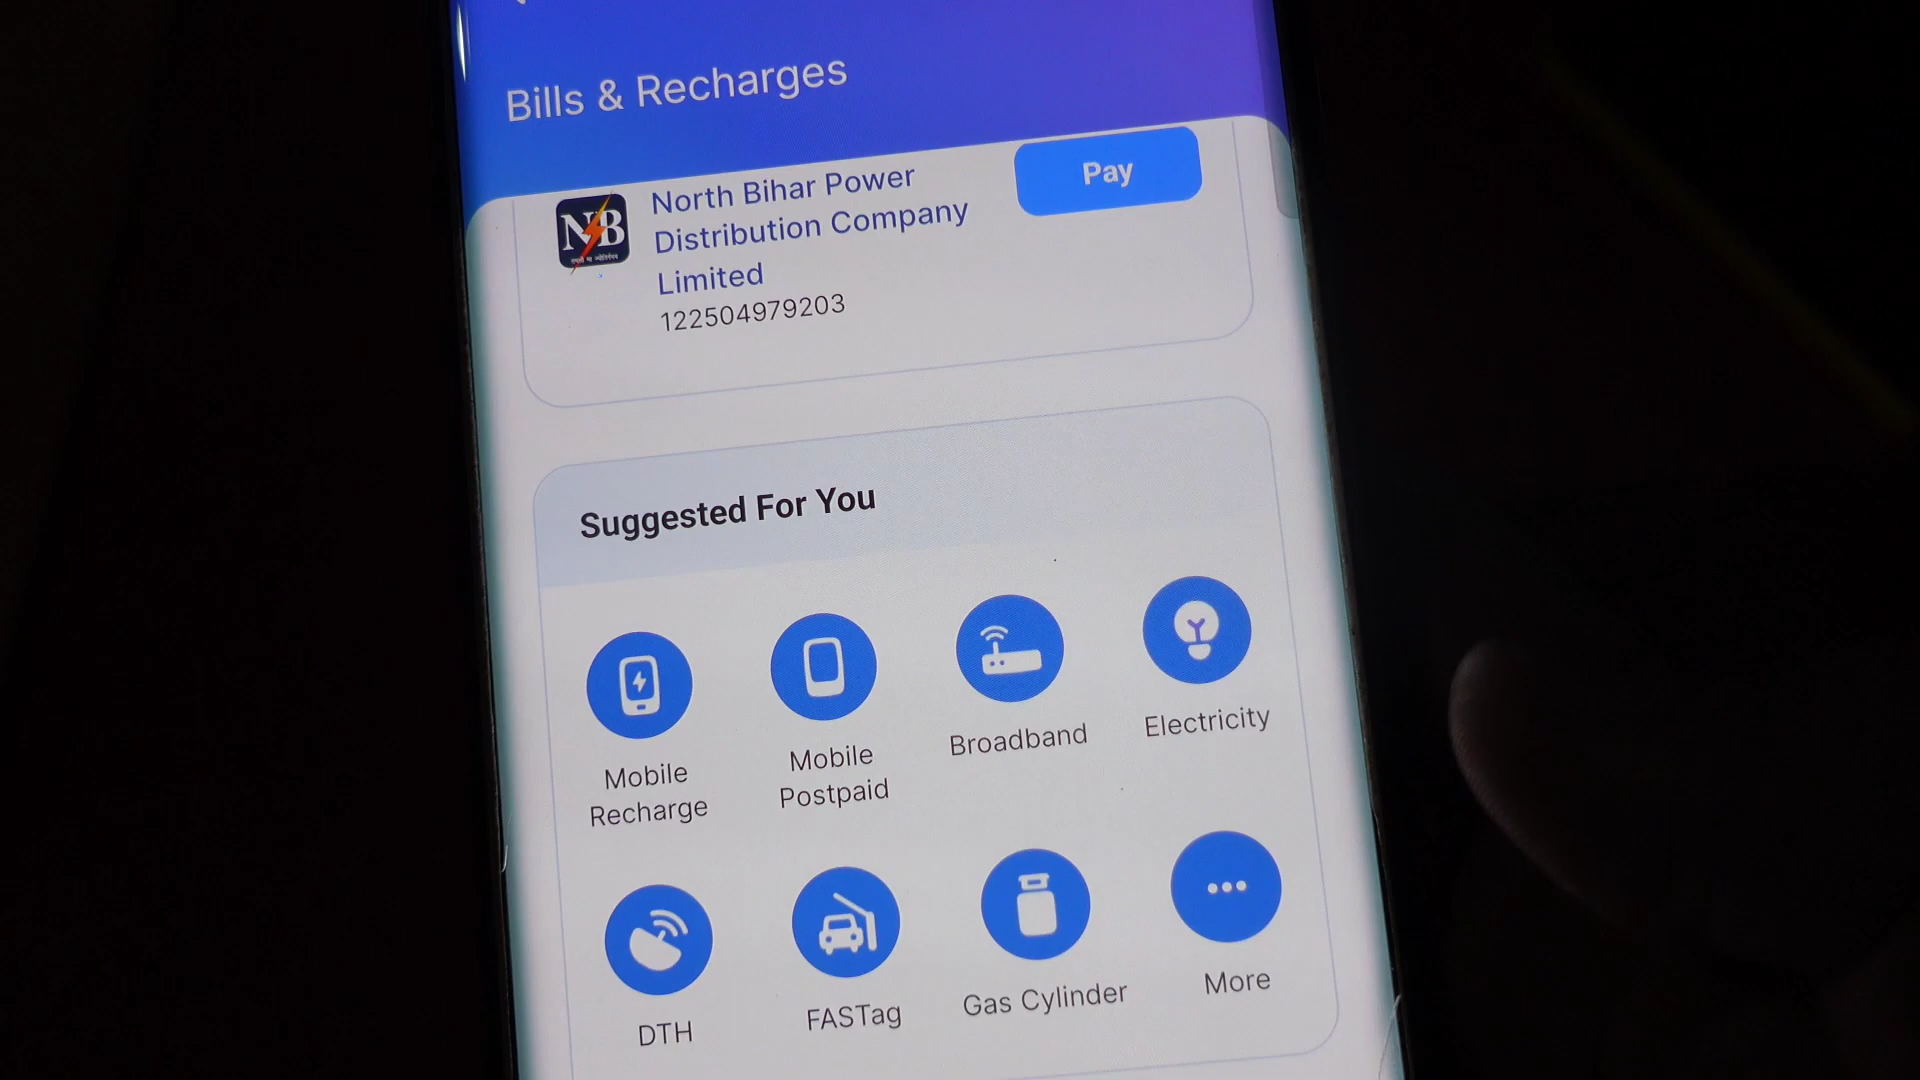 Bills & Recharges
North Bihar Power
Distribution Company
Limited
122504979203
Pay
NB
Suggested For You
Mobile
Recharge
Mobile
Postpaid
Broadband
Electricity
DTH
FASTag
Gas Cylinder
More